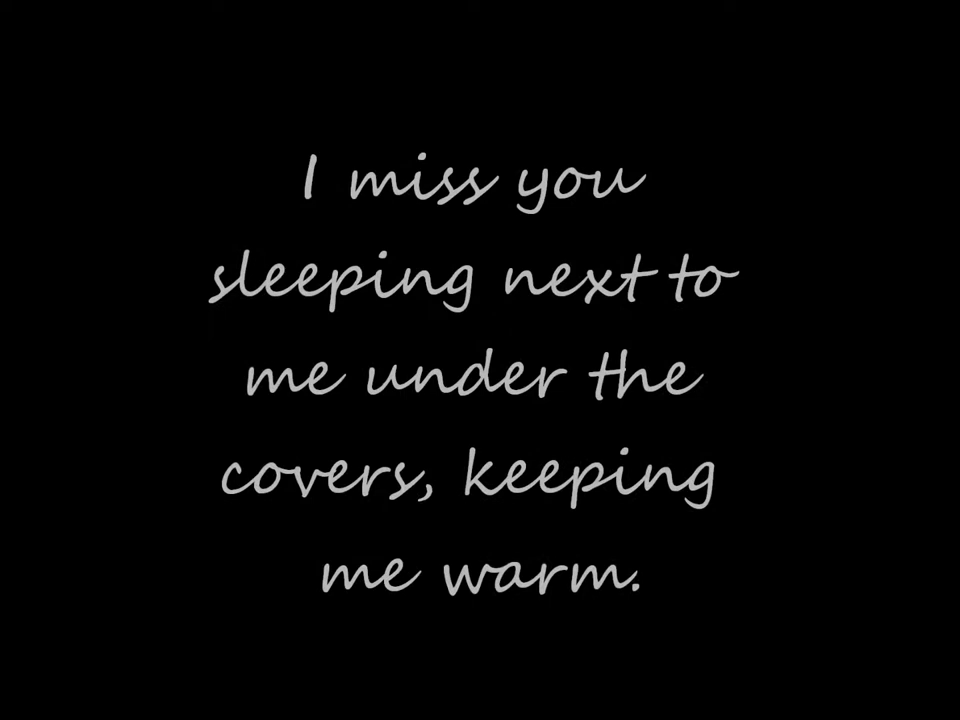 I miss you
sleeping next to
me under the
covers, keeping
me warm.